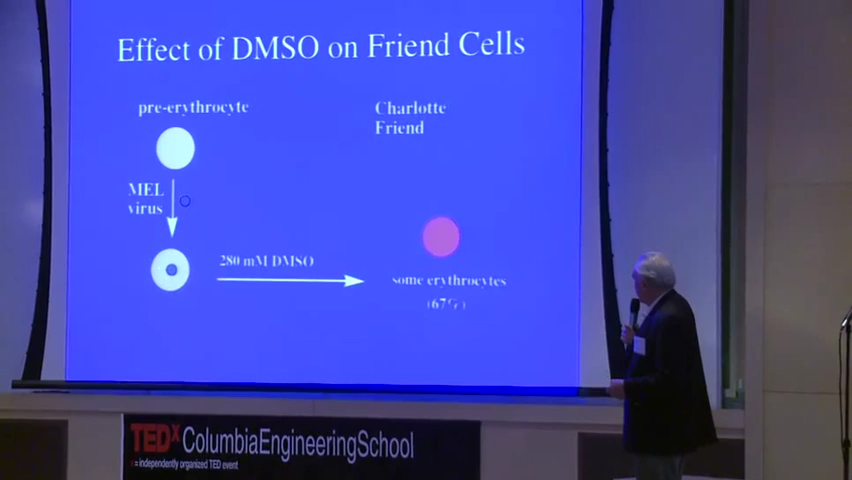 Effect of DMSO on Friend Cells
pre-erythrocyte
Charlotte
Friend
MEL
virus
280 mM DMSO
some erythrocytes
(67%)
TEDx ColumbiaEngineeringSchool
x = independently organized TED event